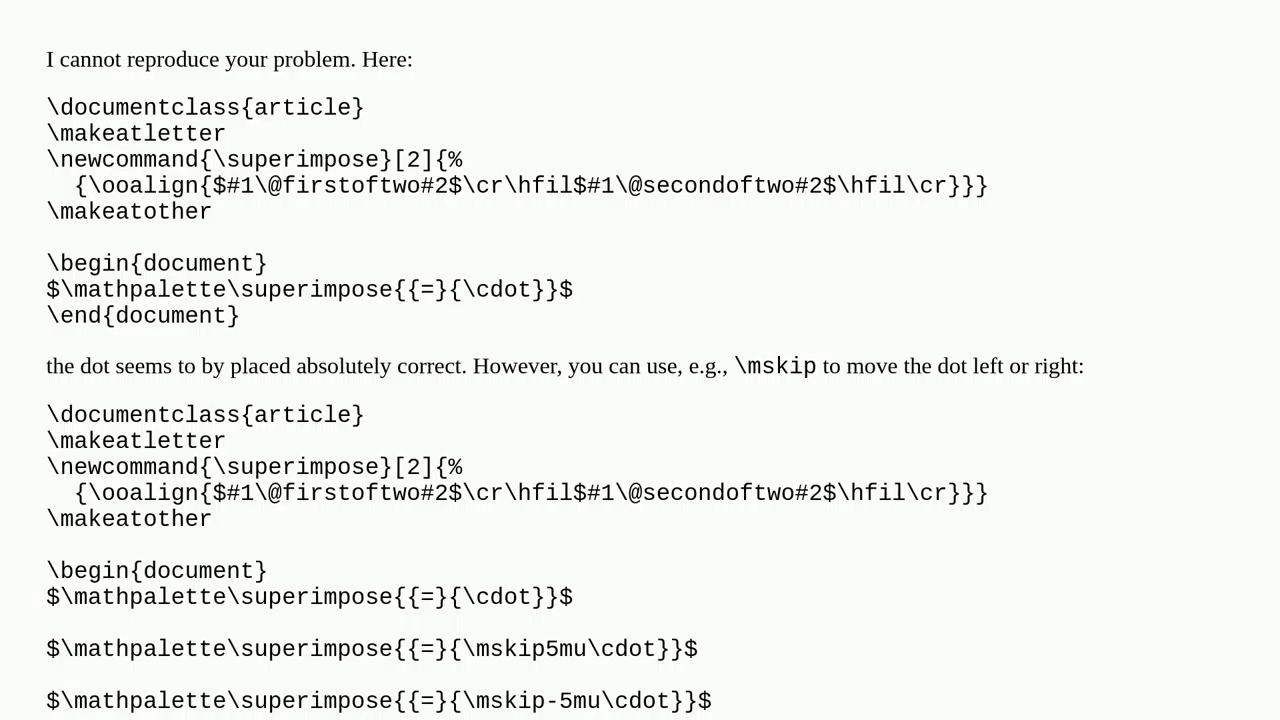 I cannot reproduce your problem. Here:
\documentclass{article}
\makeatletter
\newcommand{\superimpose}[2]{%
  {\ooalign{$#1\@firstoftwo#2$\cr\hfil$#1\@secondoftwo#2$\hfil\cr}}}
\makeatother

\begin{document}
$\mathpalette\superimpose{{=}{\cdot}}$
\end{document}
the dot seems to by placed absolutely correct. However, you can use, e.g., \mskip to move the dot left or right:
\documentclass{article}
\makeatletter
\newcommand{\superimpose}[2]{%
  {\ooalign{$#1\@firstoftwo#2$\cr\hfil$#1\@secondoftwo#2$\hfil\cr}}}
\makeatother

\begin{document}
$\mathpalette\superimpose{{=}{\cdot}}$

$\mathpalette\superimpose{{=}{\mskip5mu\cdot}}$

$\mathpalette\superimpose{{=}{\mskip-5mu\cdot}}$